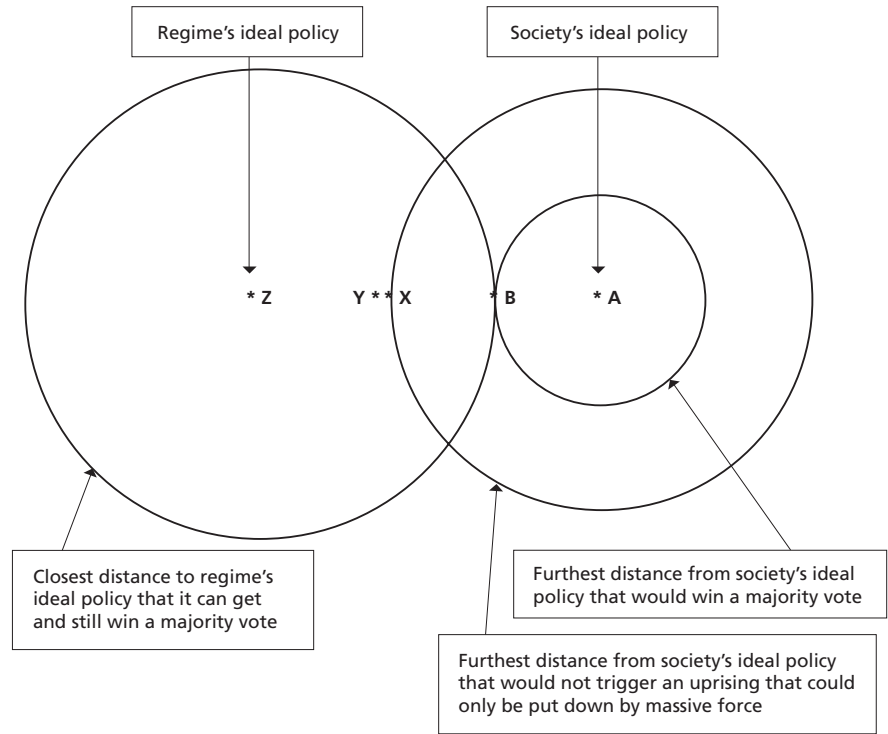 Regime's ideal policy
Society's ideal policy
* Z
Y * * X
* B
* A
Closest distance to regime's
ideal policy that it can get
and still win a majority vote
Furthest distance from society's ideal
policy that would win a majority vote
Furthest distance from society's ideal policy
that would not trigger an uprising that could
only be put down by massive force